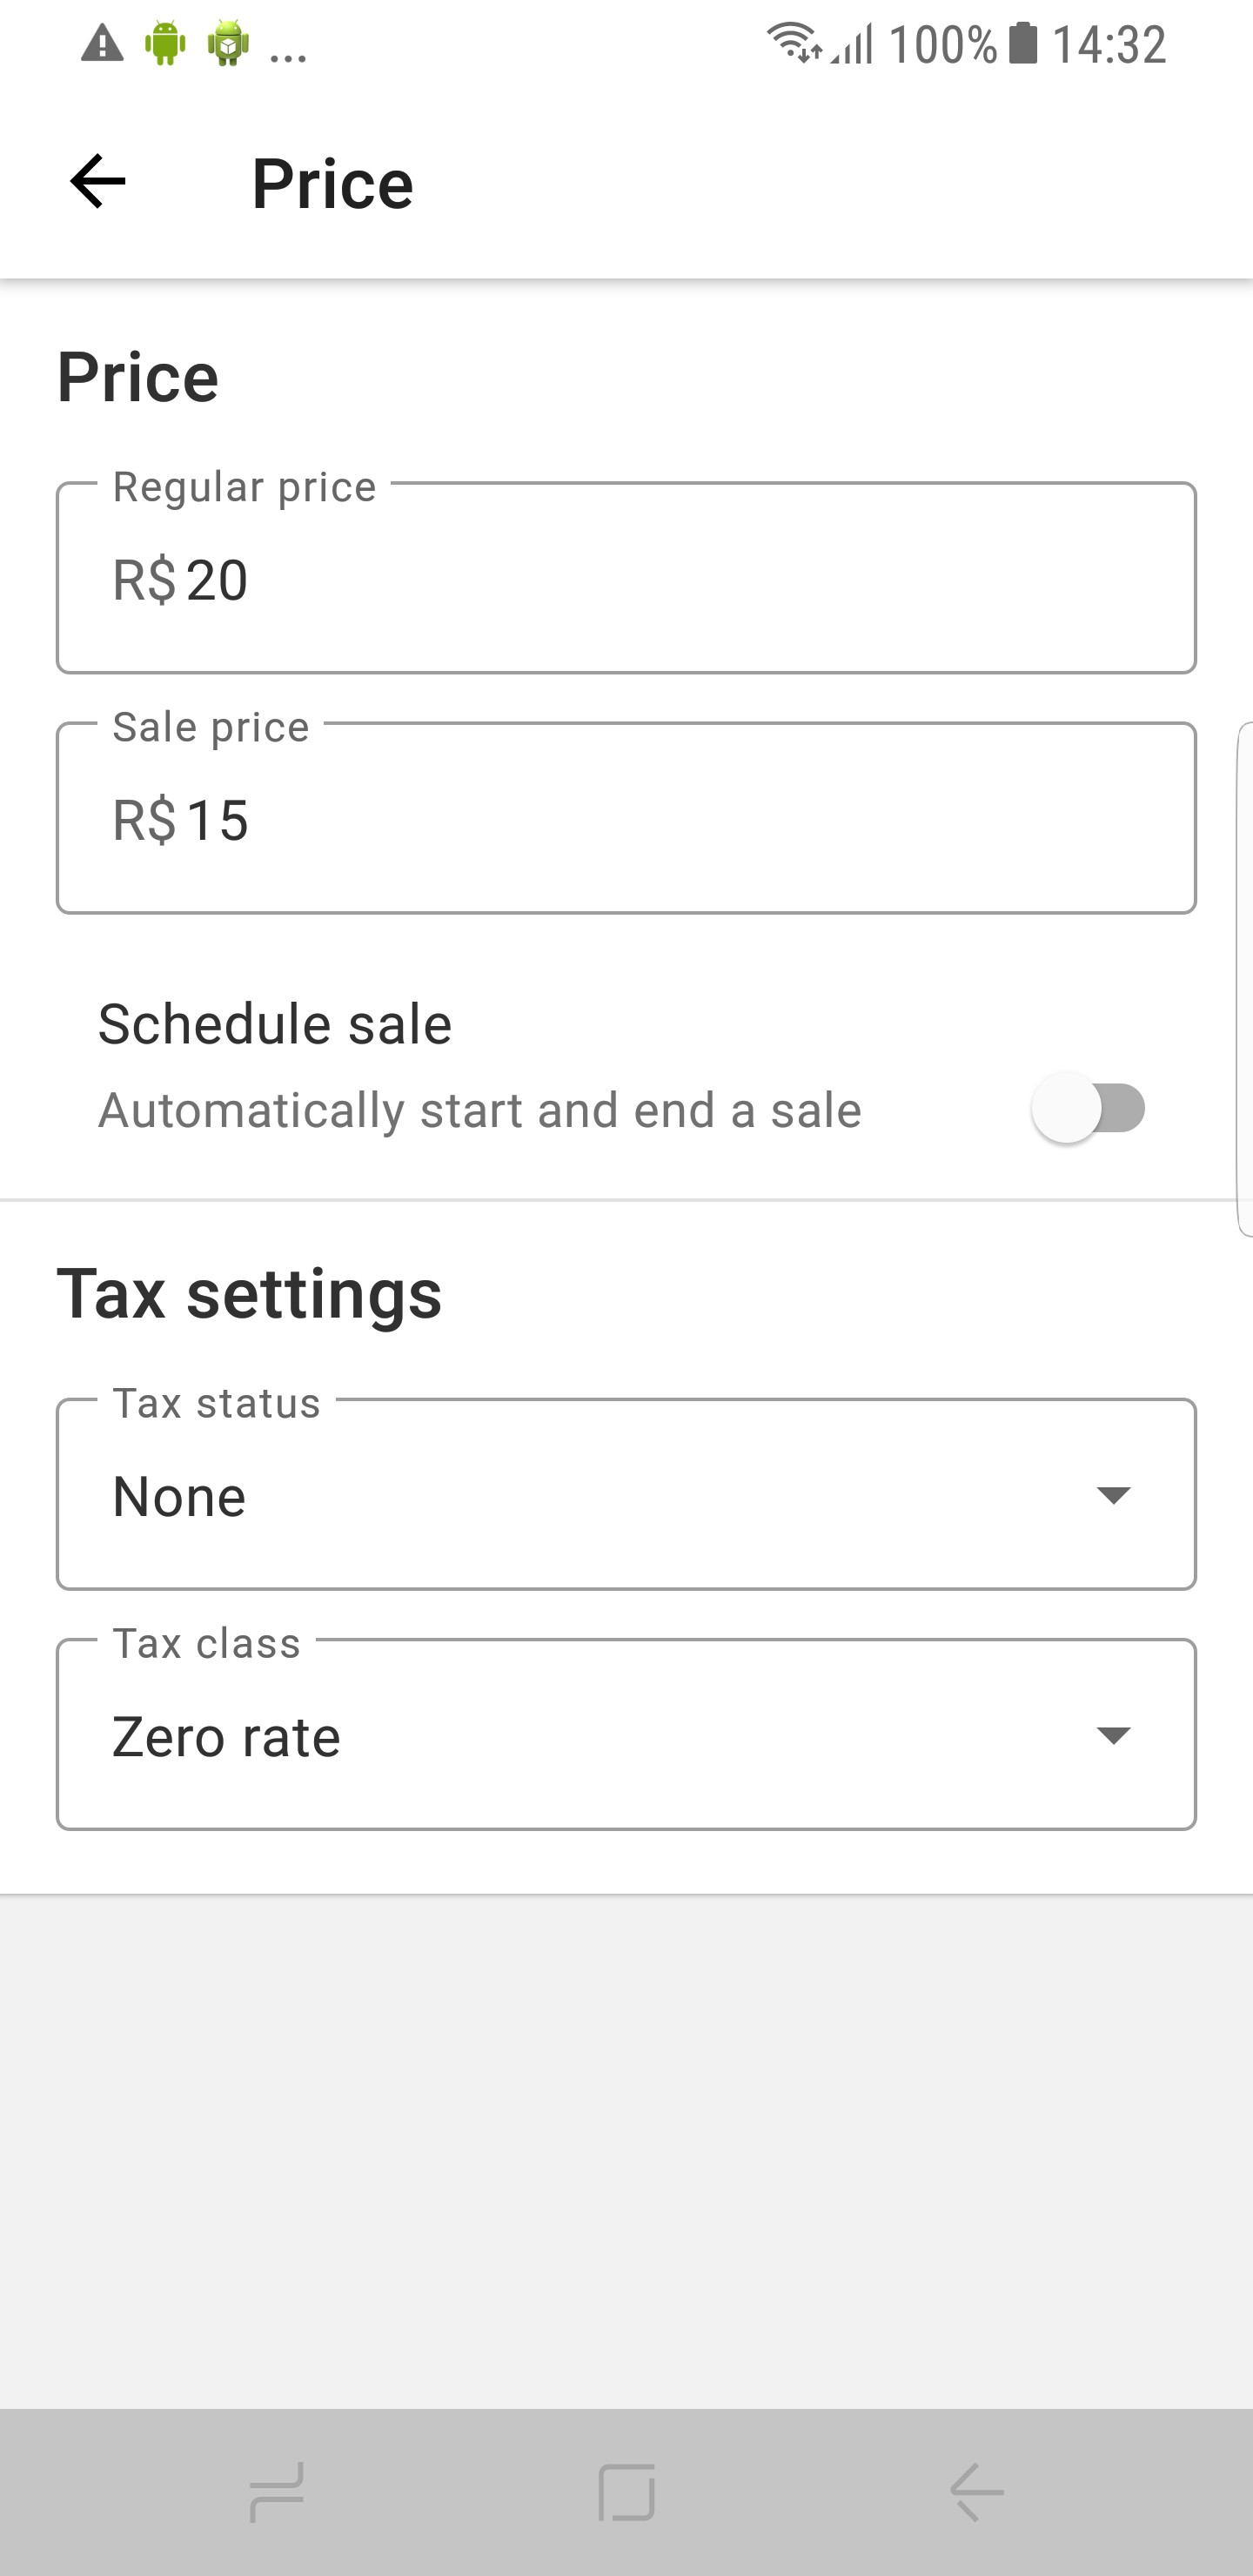 ... 100% 14:32
Price
Price
Regular price
R$ 20
Sale price
R$ 15
Schedule sale
Automatically start and end a sale
Tax settings
Tax status
None
Tax class
Zero rate